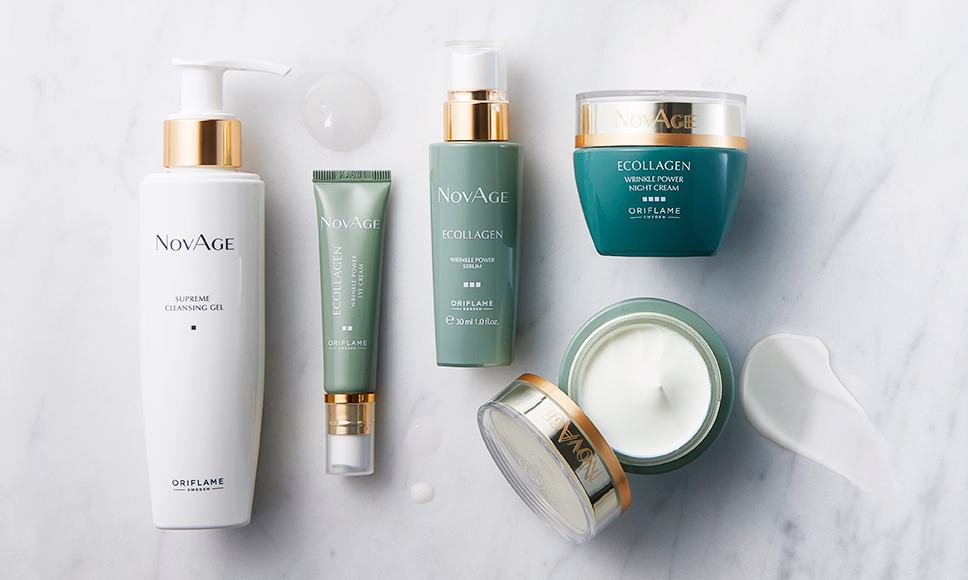 NOVAGE
SUPREME
CLEANSING GEL
ORIFLAME
SWEDEN
NOVAGE
ECOLLAGEN
WRINKLE POWER
EYE CREAM
ORIFLAME
SWEDEN
NOVAGE
ECOLLAGEN
WRINKLE POWER
SERUM
ORIFLAME
SWEDEN
℮ 30 ml 1.0 fl.oz.
NOVAGE
ECOLLAGEN
WRINKLE POWER
NIGHT CREAM
ORIFLAME
SWEDEN
NOVAGE